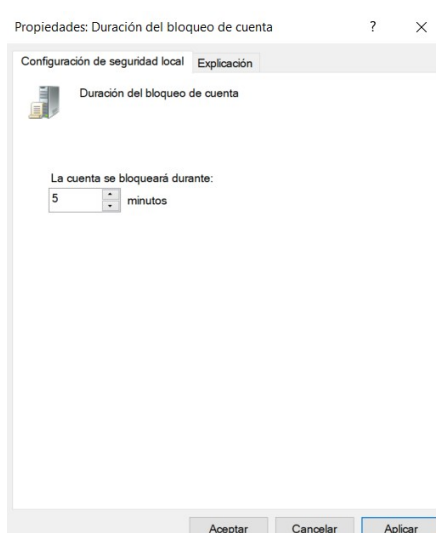 Propiedades: Duración del bloqueo de cuenta ? ×
Configuración de seguridad local Explicación
Duración del bloqueo de cuenta
La cuenta se bloqueará durante:
5 minutos
Aceptar Cancelar Aplicar